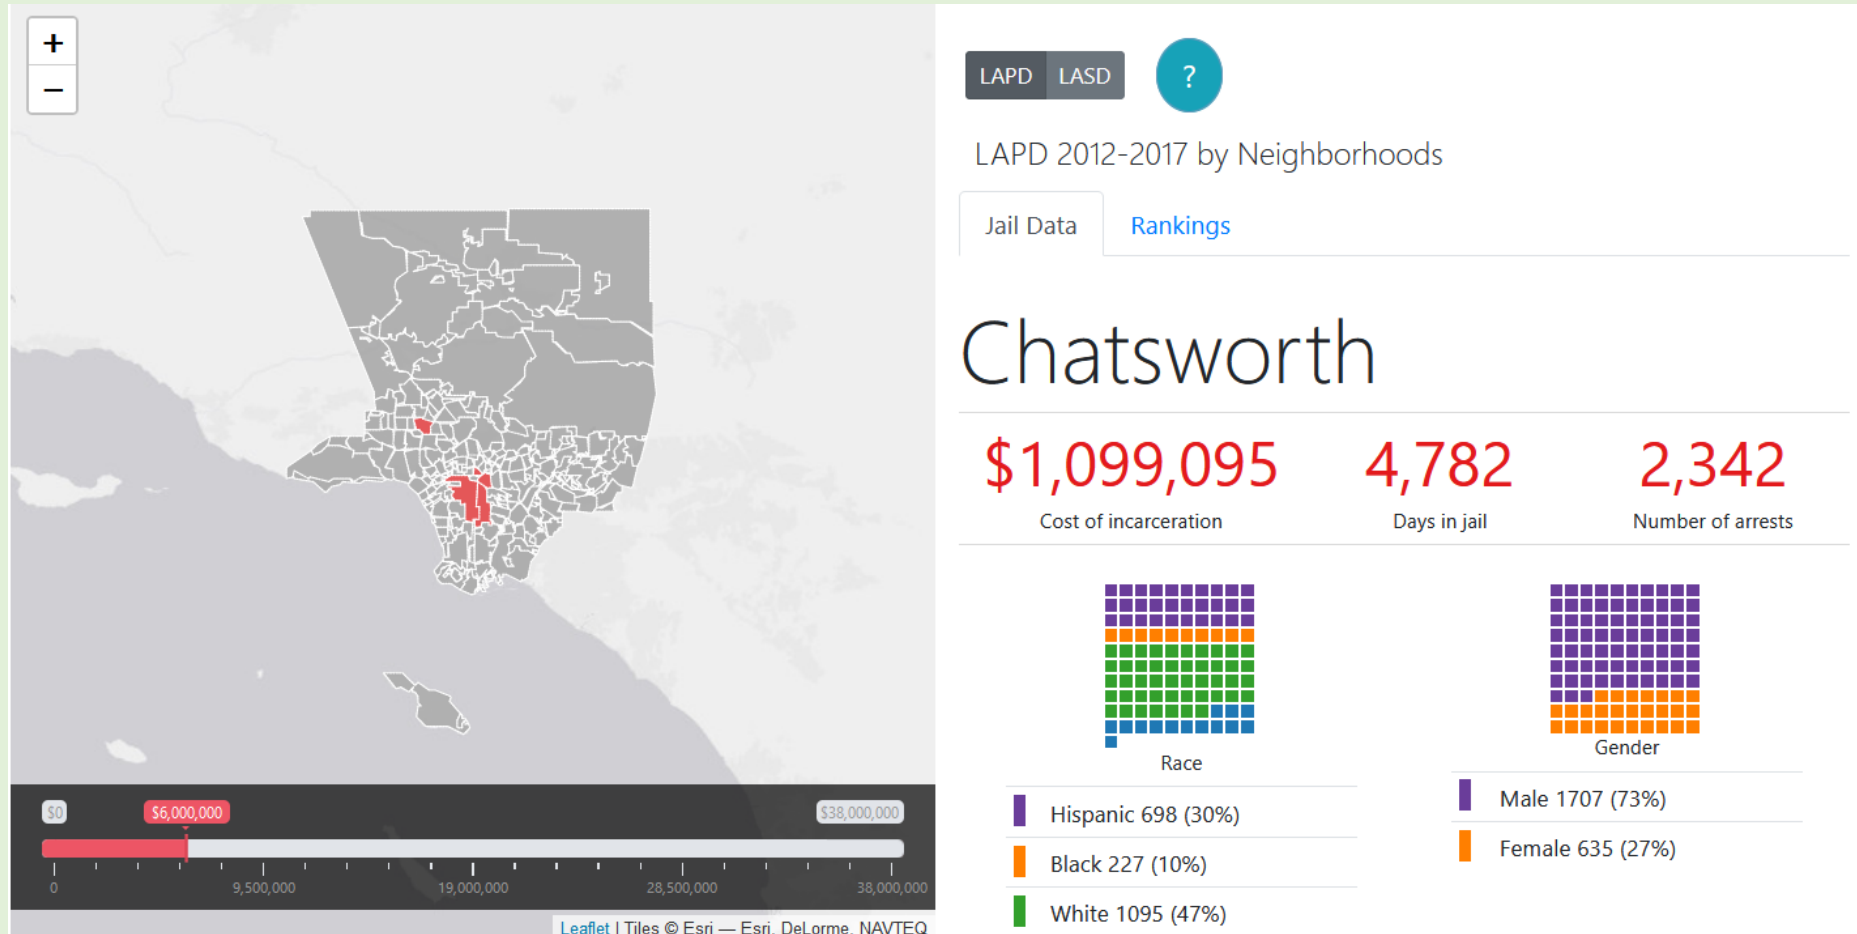 +
−
LAPD LASD ?
LAPD 2012-2017 by Neighborhoods
Jail Data Rankings
Chatsworth
$1,099,095 4,782 2,342
Cost of incarceration Days in jail Number of arrests
Race
Hispanic 698 (30%)
Black 227 (10%)
White 1095 (47%)
Gender
Male 1707 (73%)
Female 635 (27%)
$0 $6,000,000 $38,000,000
0 9,500,000 19,000,000 28,500,000 38,000,000
Leaflet | Tiles © Esri — Esri, DeLorme, NAVTEQ